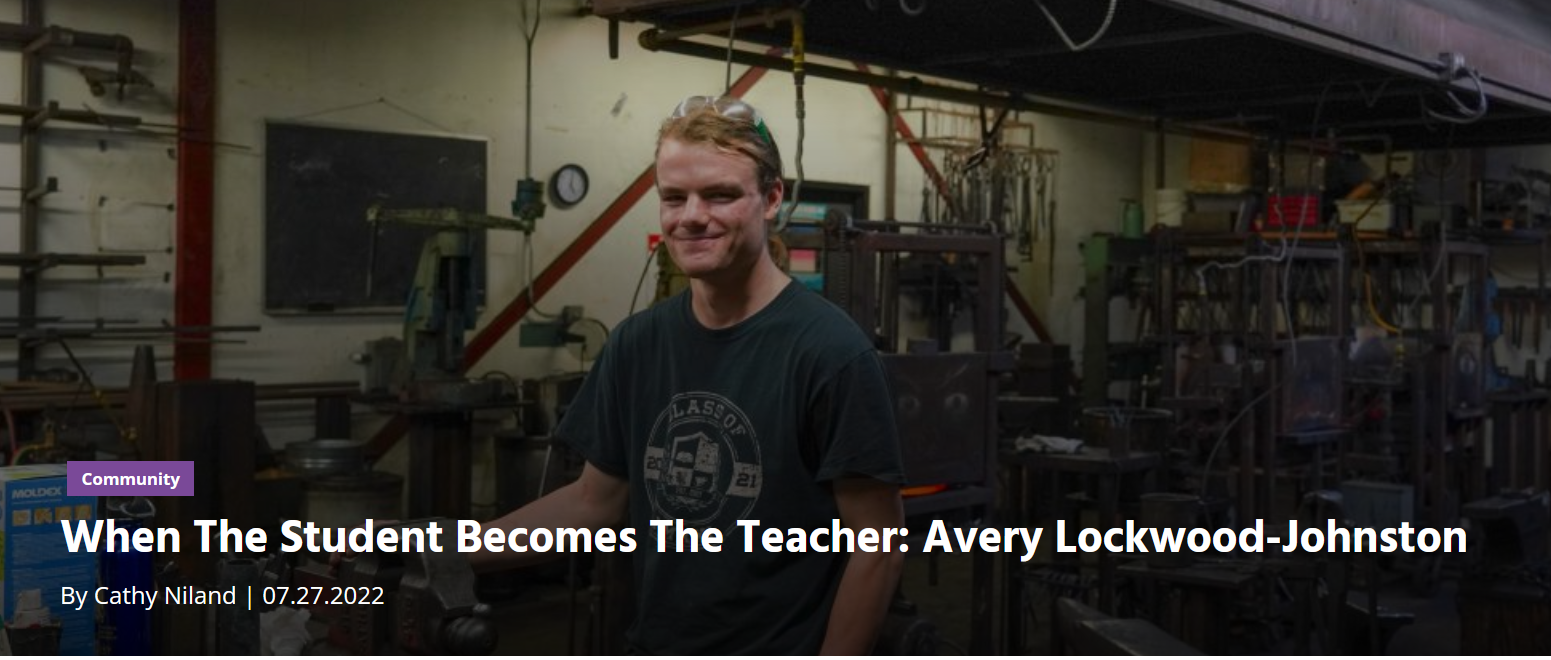 CLASS OF
20 21
Community
MOLDEX
When The Student Becomes The Teacher: Avery Lockwood-Johnston
By Cathy Niland | 07.27.2022